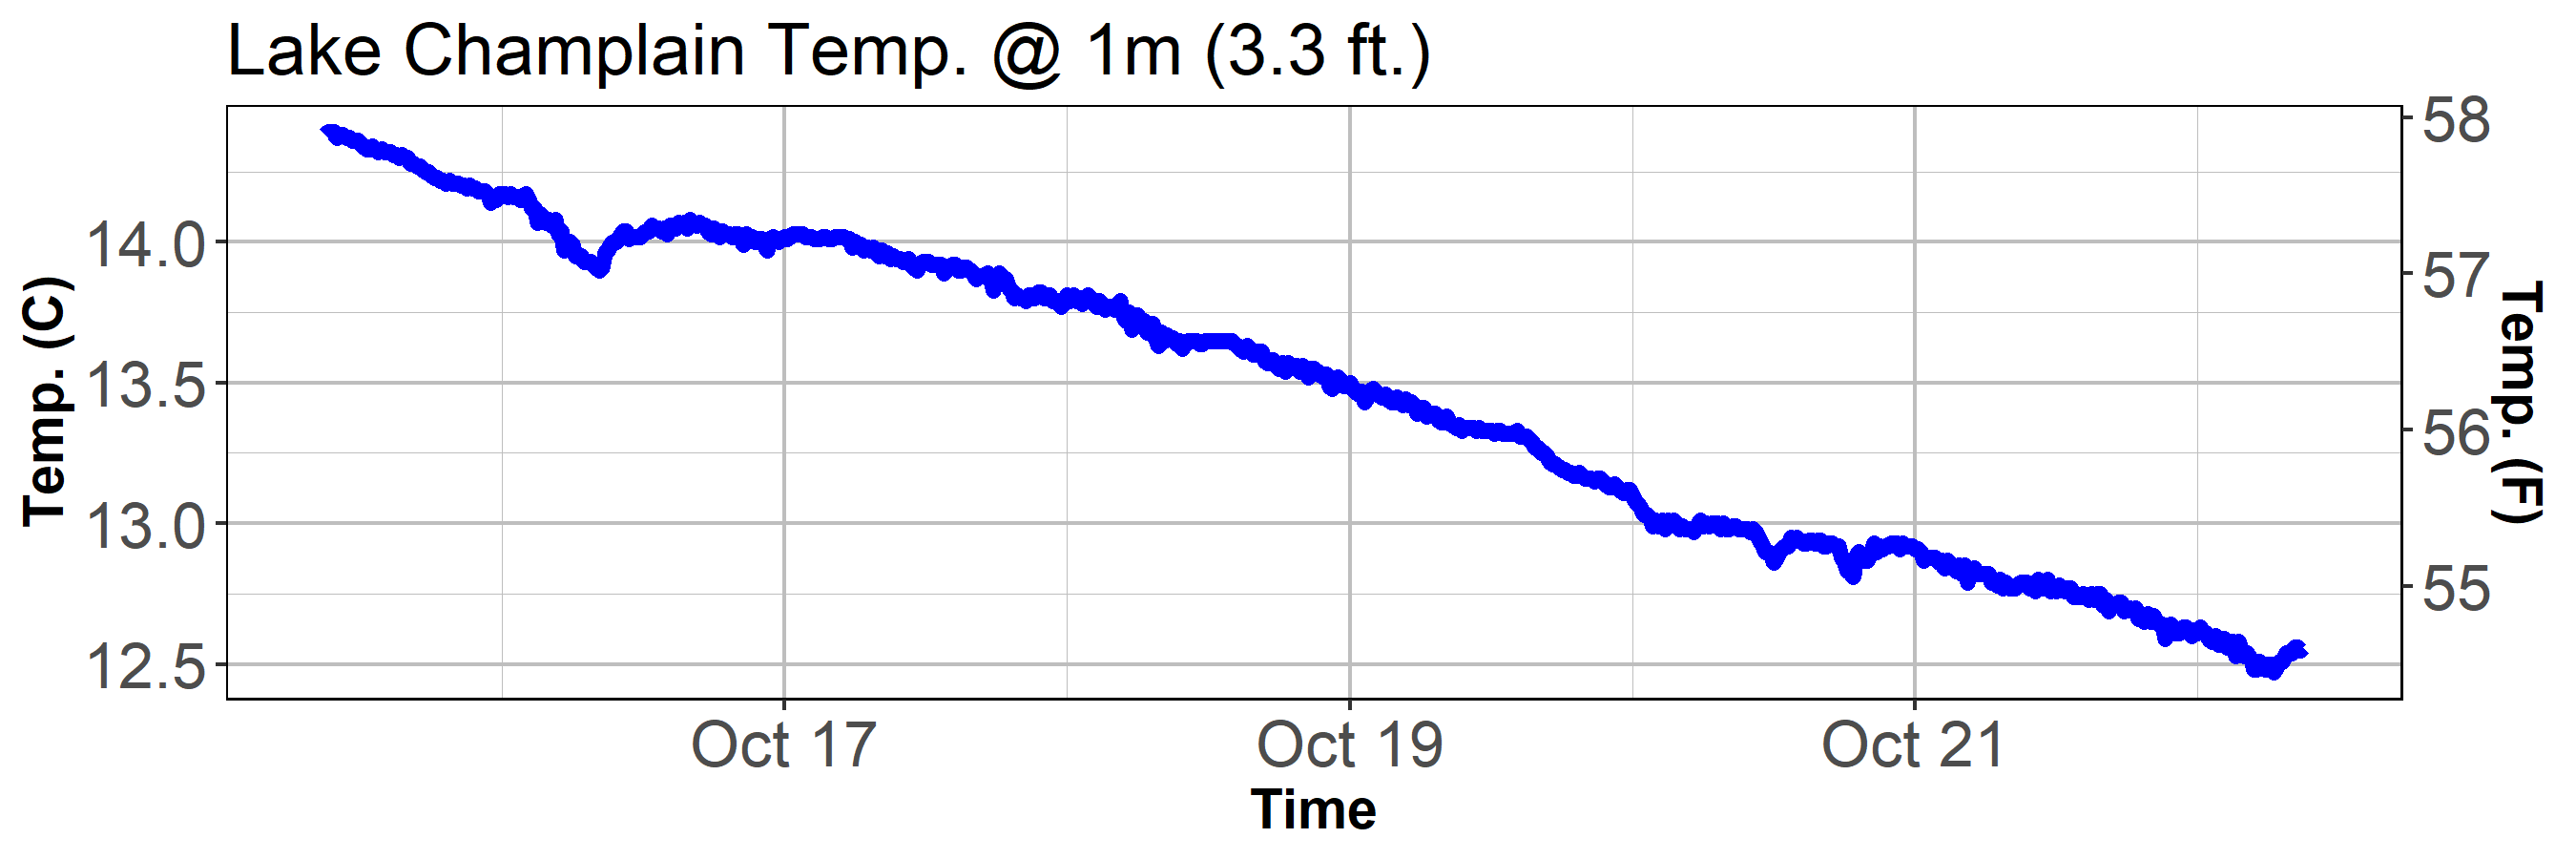 Lake Champlain Temp. @ 1m (3.3 ft.)
Temp. (C)
14.0
13.5
13.0
12.5
58
57
56
55
Temp. (F)
Oct 17 Oct 19 Oct 21
Time